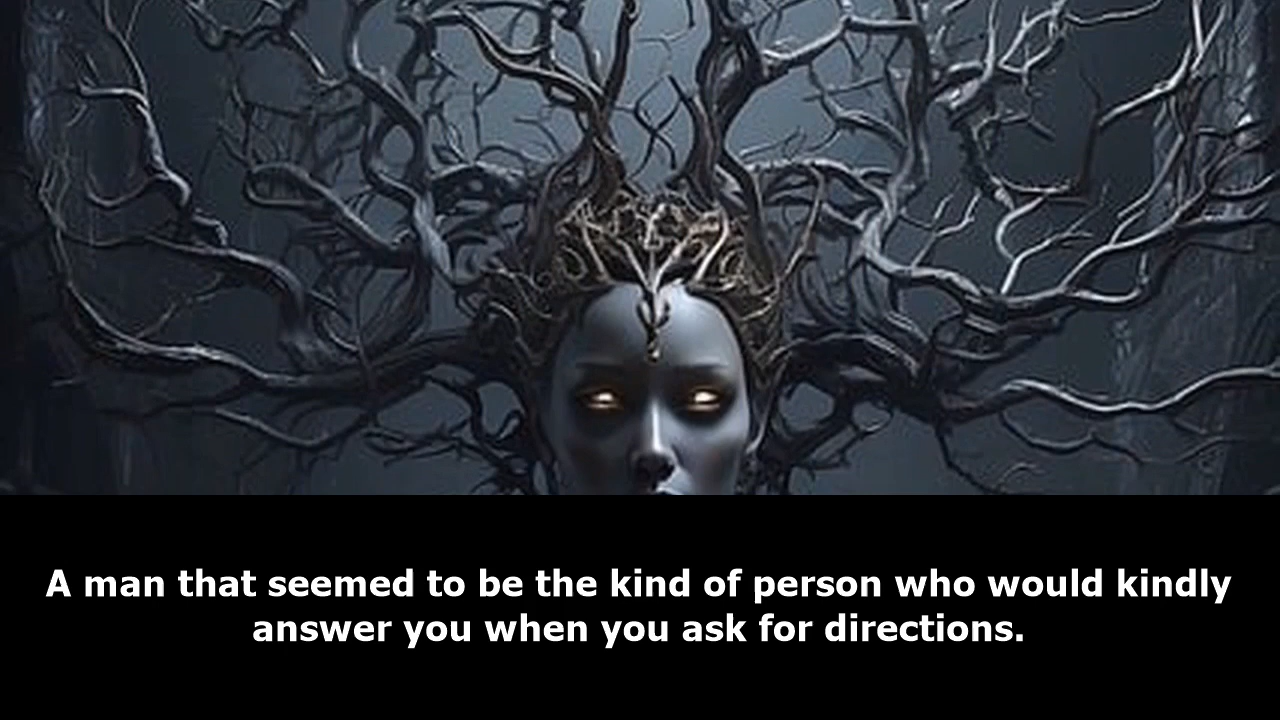 A man that seemed to be the kind of person who would kindly
answer you when you ask for directions.